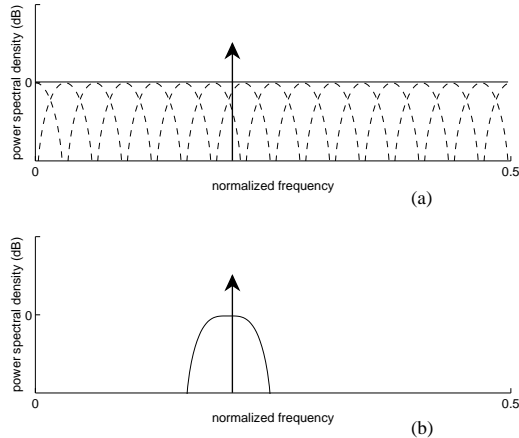 power spectral density (dB)
0
0
0.5
normalized frequency
(a)
power spectral density (dB)
0
0
0.5
normalized frequency
(b)